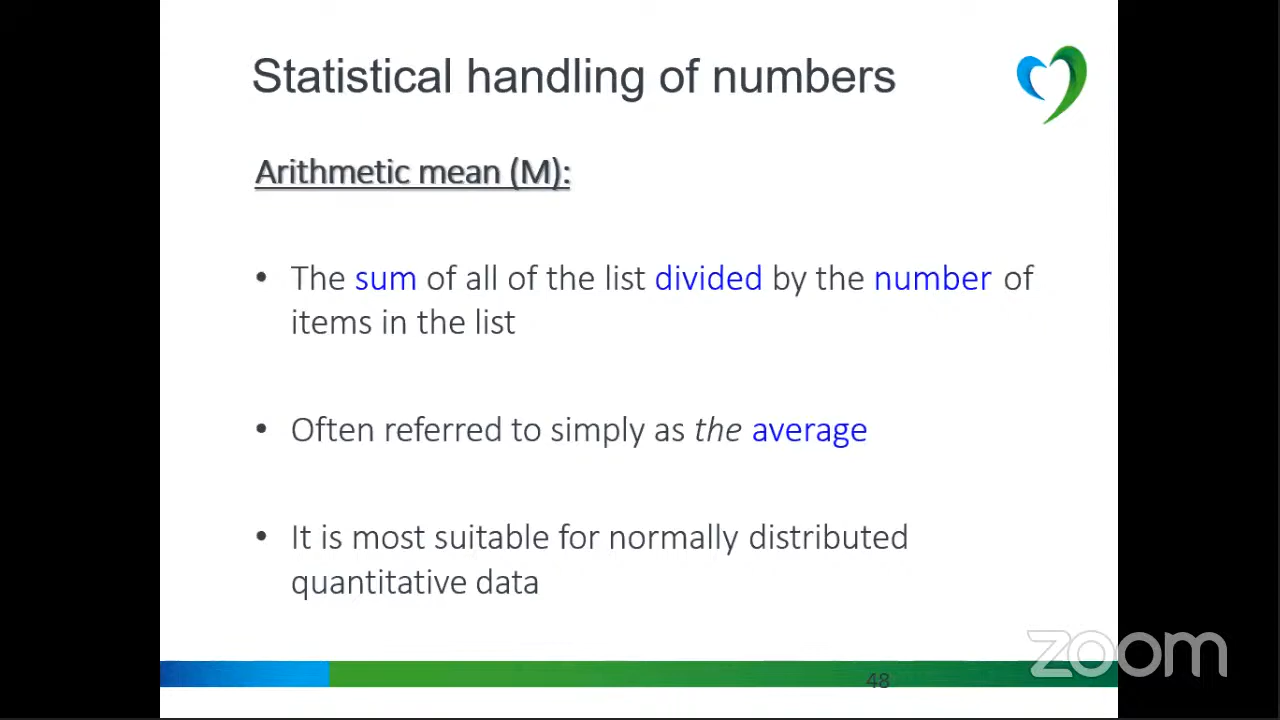 Statistical handling of numbers
Arithmetic mean (M):
• The sum of all of the list divided by the number of
items in the list
• Often referred to simply as the average
• It is most suitable for normally distributed
quantitative data
48
zoom